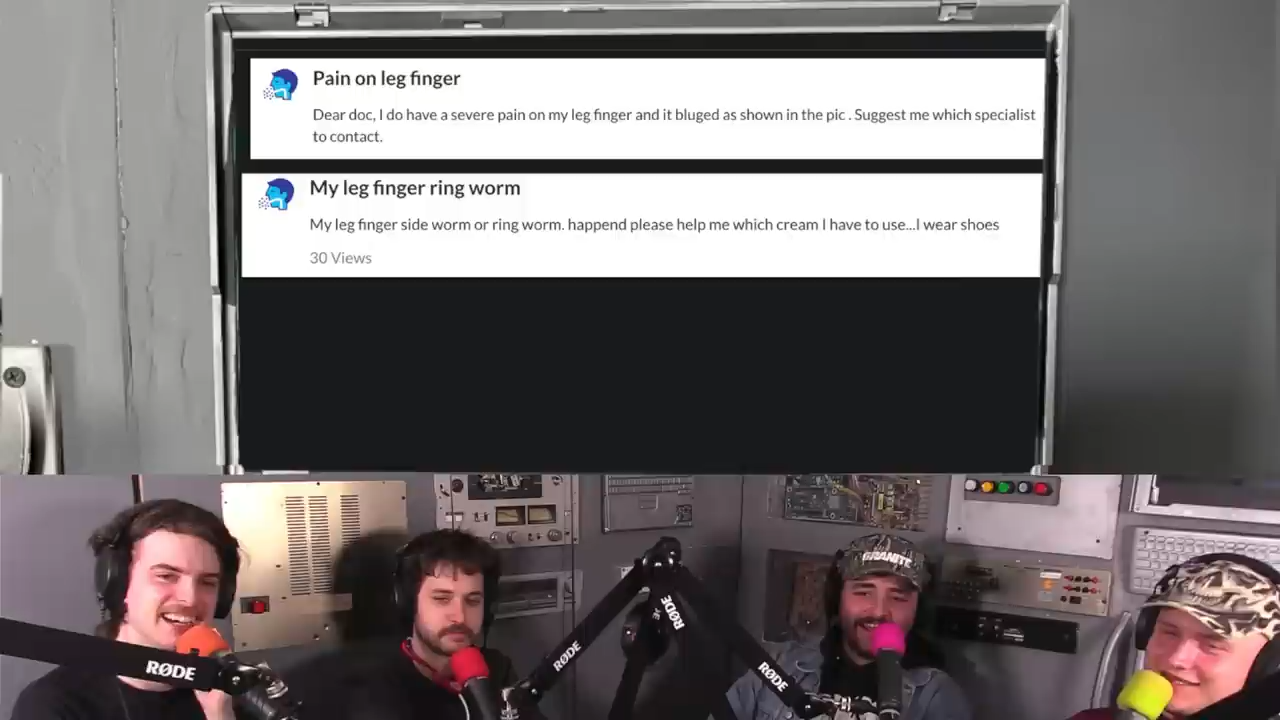 Pain on leg finger
Dear doc, I do have a severe pain on my leg finger and it bluged as shown in the pic . Suggest me which specialist
to contact.
My leg finger ring worm
My leg finger side worm or ring worm. happend please help me which cream I have to use...I wear shoes
30 Views
GRANITE
RØDE
RØDE
RØDE
RØDE